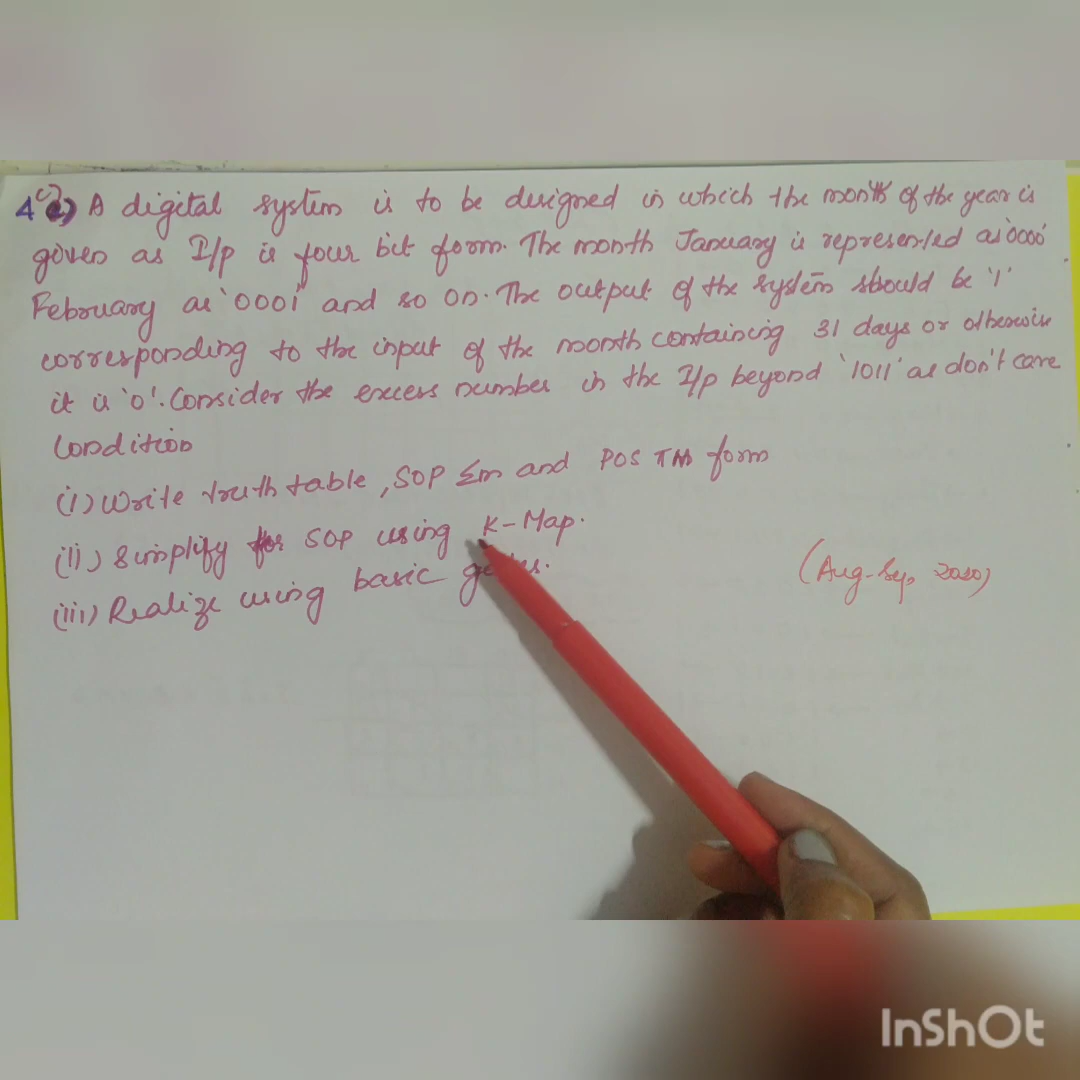 4 c) A digital system is to be designed in which the month of the year is
given as I/p is four bit form. The month January is represented as '0000'
February as '0001' and so on. The output of the system should be '1'
corresponding to the input of the month containing 31 days or otherwise
it is '0'. Consider the excess number in the I/p beyond '1011' as don't care
Condition
(i) Write truth table, SOP Σm and POS πM form
(ii) Simplify for SOP using K-Map.
(iii) Realize using basic gates.
(Aug-Sep 2020)
InShOt